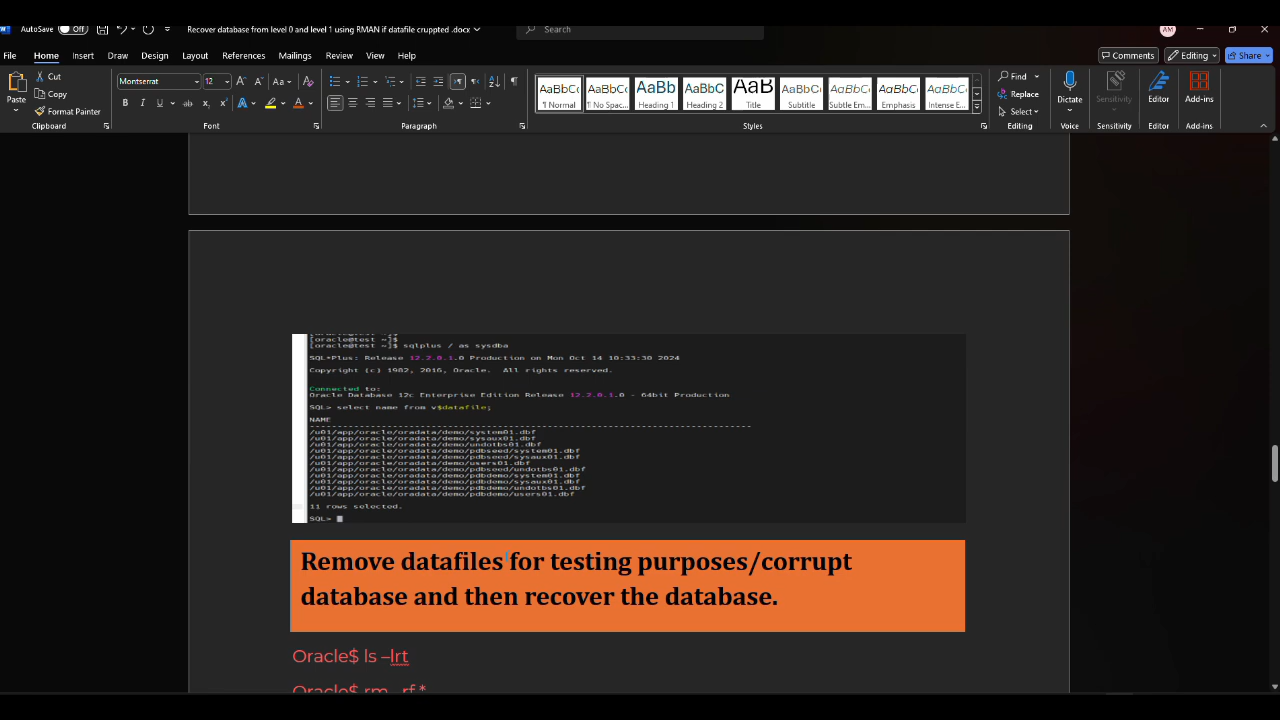 AutoSave Off Recover database from level 0 and level 1 using RMAN if datafile cruppted .docx Search AM
File Home Insert Draw Design Layout References Mailings Review View Help Comments Editing Share
Paste Cut Copy Format Painter
Clipboard
Montserrat 12
Font
Paragraph
AaBbCc AaBbCc AaBb AaBbC AaB AaBbCc AaBbCc AaBbCc AaBbCc
¶ Normal ¶ No Spac... Heading 1 Heading 2 Title Subtitle Subtle Em... Emphasis Intense E...
Styles
Find
Replace
Select
Editing
Dictate
Voice
Sensitivity
Sensitivity
Editor
Editor
Add-ins
Add-ins
[oracle@test ~]$
[oracle@test ~]$ sqlplus / as sysdba
SQL*Plus: Release 12.2.0.1.0 Production on Mon Oct 14 10:33:30 2024
Copyright (c) 1982, 2016, Oracle. All rights reserved.
Connected to:
Oracle Database 12c Enterprise Edition Release 12.2.0.1.0 - 64bit Production
SQL> select name from v$datafile;
NAME
--------------------------------------------------------------------------------
/u01/app/oracle/oradata/demo/system01.dbf
/u01/app/oracle/oradata/demo/sysaux01.dbf
/u01/app/oracle/oradata/demo/undotbs01.dbf
/u01/app/oracle/oradata/demo/pdbseed/system01.dbf
/u01/app/oracle/oradata/demo/pdbseed/sysaux01.dbf
/u01/app/oracle/oradata/demo/users01.dbf
/u01/app/oracle/oradata/demo/pdbseed/undotbs01.dbf
/u01/app/oracle/oradata/demo/pdbdemo/system01.dbf
/u01/app/oracle/oradata/demo/pdbdemo/sysaux01.dbf
/u01/app/oracle/oradata/demo/pdbdemo/undotbs01.dbf
/u01/app/oracle/oradata/demo/pdbdemo/users01.dbf
11 rows selected.
SQL>
Remove datafiles for testing purposes/corrupt
database and then recover the database.
Oracle$ ls –lrt
Oracle$ rm –rf *